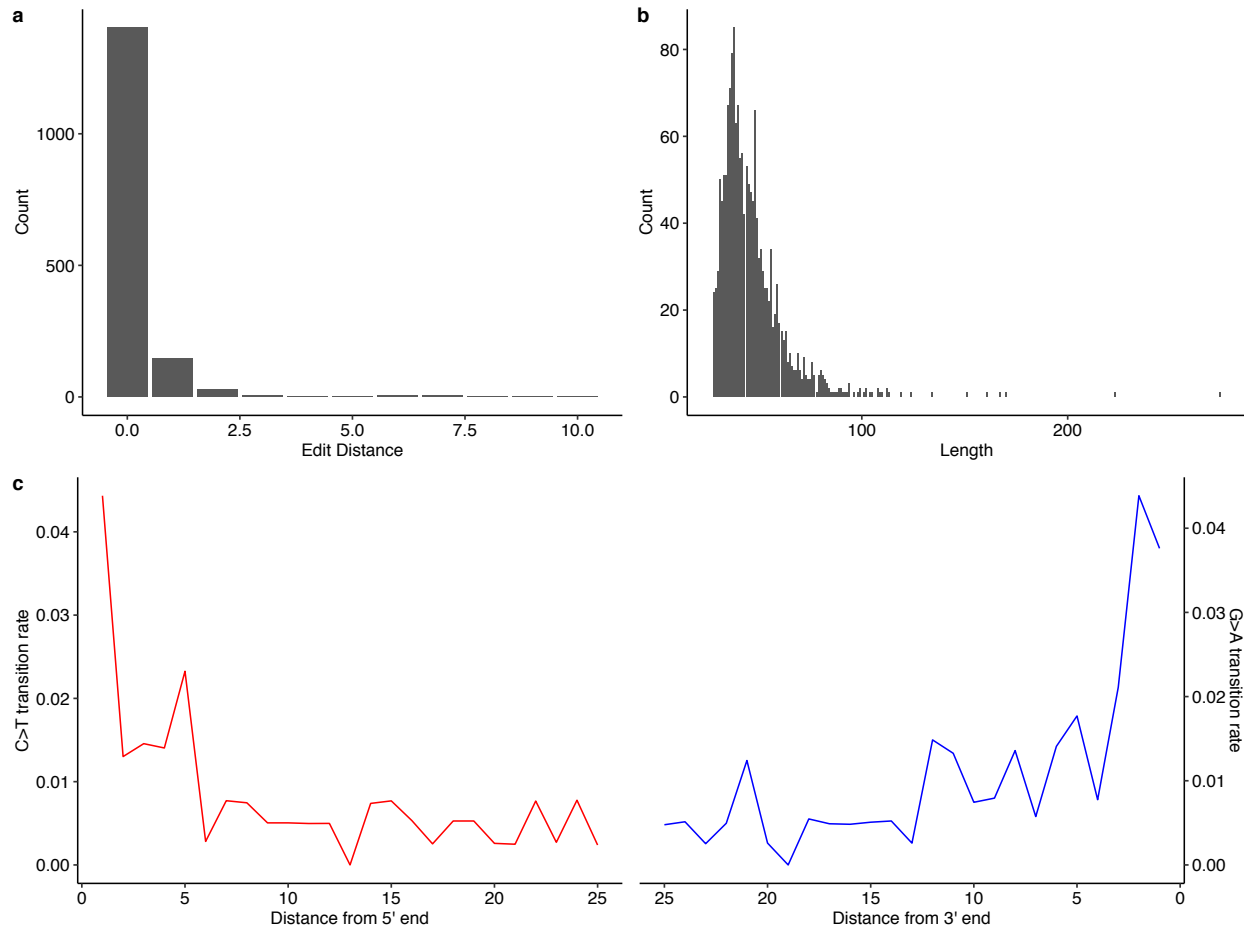 a
1000
500
0
Count
0.0 2.5 5.0 7.5 10.0
Edit Distance
b
80
60
40
20
0
Count
100 200
Length
c
0.04
0.03
0.02
0.01
0.00
C>T transition rate
0 5 10 15 20 25
Distance from 5' end
25 20 15 10 5 0
Distance from 3' end
0.04
0.03
0.02
0.01
0.00
G>A transition rate